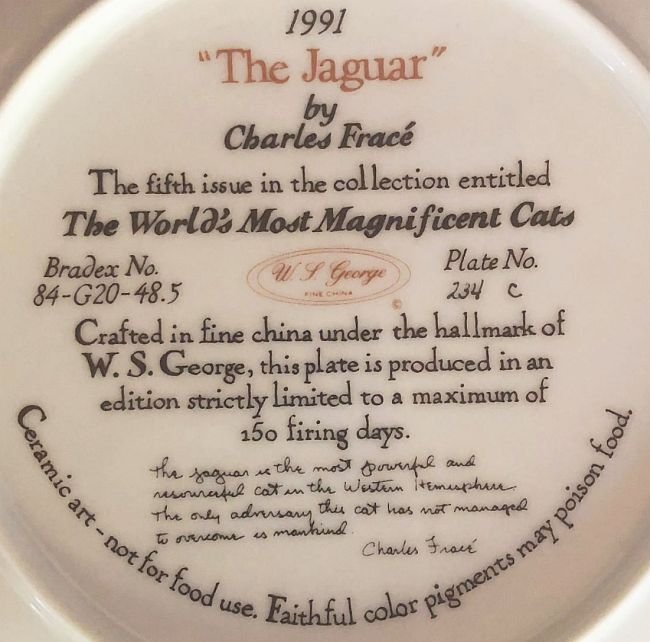 1991
"The Jaguar"
by
Charles Fracé
The fifth issue in the collection entitled
The World's Most Magnificent Cats
Bradex No.
84-G20-48.5
W. S. George
FINE CHINA
©
Plate No.
234 C
Crafted in fine china under the hallmark of
W. S. George, this plate is produced in an
edition strictly limited to a maximum of
150 firing days.
The jaguar is the most powerful and
resourceful cat in the Western Hemisphere.
The only adversary this cat has not managed
to overcome is mankind.
Charles Fracé
Ceramic art - not for food use. Faithful color pigments may poison food.